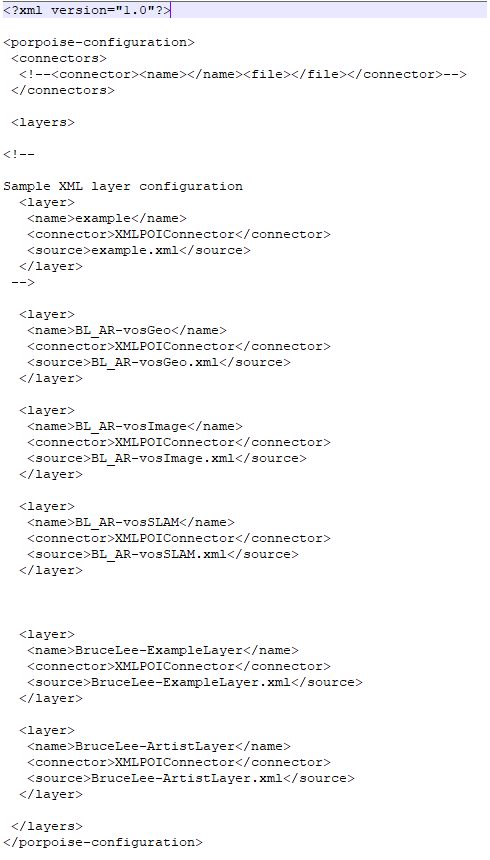 <?xml version="1.0"?>
<porpoise-configuration>
<connectors>
<!--<connector><name></name><file></file></connector>-->
</connectors>
<layers>
<!--
Sample XML layer configuration
<layer>
<name>example</name>
<connector>XMLPOIConnector</connector>
<source>example.xml</source>
</layer>
-->
<layer>
<name>BL_AR-vosGeo</name>
<connector>XMLPOIConnector</connector>
<source>BL_AR-vosGeo.xml</source>
</layer>
<layer>
<name>BL_AR-vosImage</name>
<connector>XMLPOIConnector</connector>
<source>BL_AR-vosImage.xml</source>
</layer>
<layer>
<name>BL_AR-vosSLAM</name>
<connector>XMLPOIConnector</connector>
<source>BL_AR-vosSLAM.xml</source>
</layer>
<layer>
<name>BruceLee-ExampleLayer</name>
<connector>XMLPOIConnector</connector>
<source>BruceLee-ExampleLayer.xml</source>
</layer>
<layer>
<name>BruceLee-ArtistLayer</name>
<connector>XMLPOIConnector</connector>
<source>BruceLee-ArtistLayer.xml</source>
</layer>
</layers>
</porpoise-configuration>